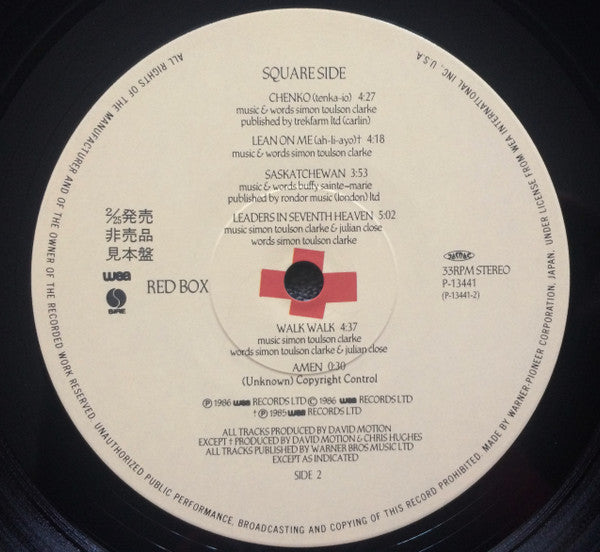 SQUARE SIDE
CHENKO (tenka-io) 4:27
music & words simon toulson clarke
published by trekfarm ltd (carlin)
LEAN ON ME (ah-li-ayo)† 4:18
music & words simon toulson clarke
SASKATCHEWAN 3:53
music & words buffy sainte-marie
published by rondor music (london) ltd
LEADERS IN SEVENTH HEAVEN 5:02
music simon toulson clarke & julian close
words simon toulson clarke
2/25発売
非売品
見本盤
wea
SIRE
RED BOX
JASRAC
33RPM STEREO
P-13441
(P-13441-2)
WALK WALK 4:37
music simon toulson clarke
words simon toulson clarke & julian close
AMEN 0:30
(Unknown) Copyright Control
℗ 1986 wea RECORDS LTD © 1986 wea RECORDS LTD
† ℗ 1985 wea RECORDS LTD
ALL TRACKS PRODUCED BY DAVID MOTION
EXCEPT † PRODUCED BY DAVID MOTION & CHRIS HUGHES
ALL TRACKS PUBLISHED BY WARNER BROS MUSIC LTD
EXCEPT AS INDICATED
SIDE 2
ALL RIGHTS OF THE MANUFACTURER AND OF THE OWNER OF THE RECORDED WORK RESERVED. UNAUTHORIZED PUBLIC PERFORMANCE, BROADCASTING AND COPYING OF THIS RECORD PROHIBITED. MADE BY WARNER-PIONEER CORPORATION, JAPAN. UNDER LICENSE FROM WEA INTERNATIONAL INC., U.S.A